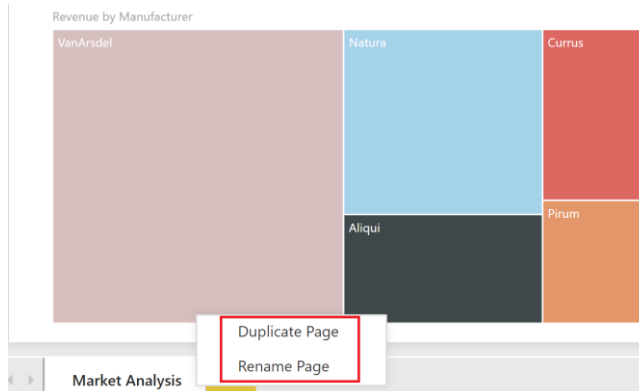 Revenue by Manufacturer
VanArsdel
Natura
Currus
Aliqui
Pirum
Duplicate Page
Rename Page
Market Analysis